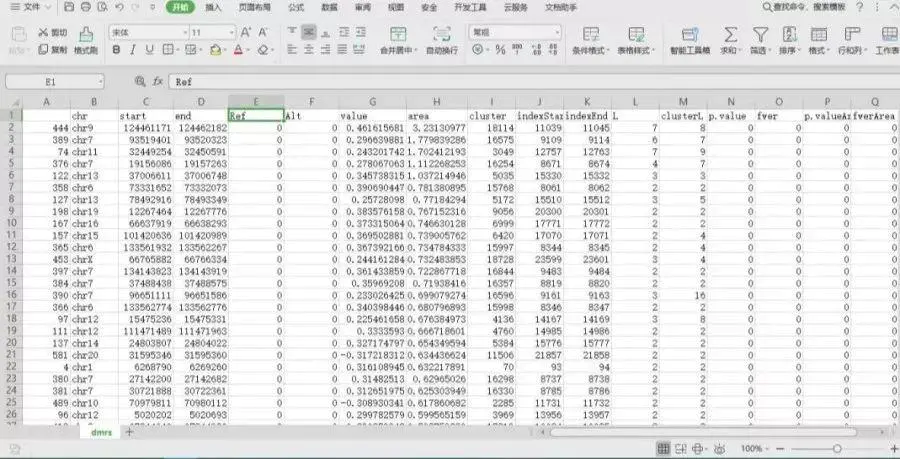 文件 开始 插入 页面布局 公式 数据 审阅 视图 安全 开发工具 云服务 文档助手 查找命令、搜索模板
剪切 复制 格式刷 宋体 11 合并居中 自动换行 常规 条件格式 表格样式 智能工具箱 求和 筛选 排序 格式 行和列 工作表
E1 fx Ref
A B C D E F G H I J K L M N O P Q
1 chr start end Ref Alt value area cluster indexStar indexEnd L clusterL p.value fwer p.valueAr fwerArea
2 444 chr9 124461171 124462182 0 0 0.461615681 3.23130977 18114 11039 11045 7 8 0 0 0 0
3 389 chr7 93519401 93520323 0 0 0.296639881 1.779839286 16575 9109 9114 6 7 0 0 0 0
4 74 chr11 32449254 32450591 0 0 0.243201742 1.702412193 3049 12757 12763 7 9 0 0 0 0
5 376 chr7 19156086 19157263 0 0 0.278067063 1.112268253 16254 8671 8674 4 7 0 0 0 0
6 122 chr13 37006611 37006748 0 0 0.345738315 1.037214946 5035 15330 15332 3 3 0 0 0 0
7 358 chr6 73331652 73332073 0 0 0.390690447 0.781380895 15768 8061 8062 2 2 0 0 0 0
8 127 chr13 78492916 78493349 0 0 0.25728098 0.77184294 5172 15510 15512 3 5 0 0 0 0
9 198 chr19 12267464 12267776 0 0 0.383576158 0.767152316 9056 20300 20301 2 2 0 0 0 0
10 167 chr16 66637919 66638293 0 0 0.373315064 0.746630128 6999 17771 17772 2 2 0 0 0 0
11 157 chr15 101420636 101420989 0 0 0.369502881 0.739005762 6420 17070 17071 2 4 0 0 0 0
12 365 chr6 133561932 133562267 0 0 0.367392166 0.734784333 15997 8344 8345 2 4 0 0 0 0
13 453 chrX 66765882 66766334 0 0 0.244161284 0.732483853 18728 23599 23601 3 4 0 0 0 0
14 397 chr7 134143823 134143919 0 0 0.361433859 0.722867718 16844 9483 9484 2 2 0 0 0 0
15 384 chr7 37488438 37488575 0 0 0.35969208 0.71938416 16357 8819 8820 2 2 0 0 0 0
16 390 chr7 96651111 96651586 0 0 0.233026425 0.699079274 16596 9161 9163 3 16 0 0 0 0
17 366 chr6 133562774 133562776 0 0 0.340398446 0.680796893 15998 8346 8347 2 2 0 0 0 0
18 97 chr12 15475236 15475331 0 0 0.225461658 0.676384973 4136 14167 14169 3 8 0 0 0 0
19 111 chr12 111471489 111471963 0 0 0.3333593 0.666718601 4760 14985 14986 2 2 0 0 0 0
20 137 chr14 24803807 24804022 0 0 0.327174797 0.654349594 5384 15776 15777 2 2 0 0 0 0
21 581 chr20 31595346 31595360 0 0 -0.317218312 0.634436624 11506 21857 21858 2 2 0 0 0 0
22 4 chr1 6268790 6269260 0 0 0.316108945 0.632217891 70 93 94 2 2 0 0 0 0
23 380 chr7 27142200 27142682 0 0 0.31482513 0.62965026 16298 8737 8738 2 2 0 0 0 0
24 381 chr7 30721888 30722361 0 0 0.312651975 0.625303949 16330 8785 8786 2 2 0 0 0 0
25 489 chr10 70979811 70980112 0 0 -0.308930341 0.617860682 2285 11731 11732 2 2 0 0 0 0
26 96 chr12 5020202 5020693 0 0 0.299782579 0.599565159 3969 13956 13957 2 2 0 0 0 0
dmrs
100%